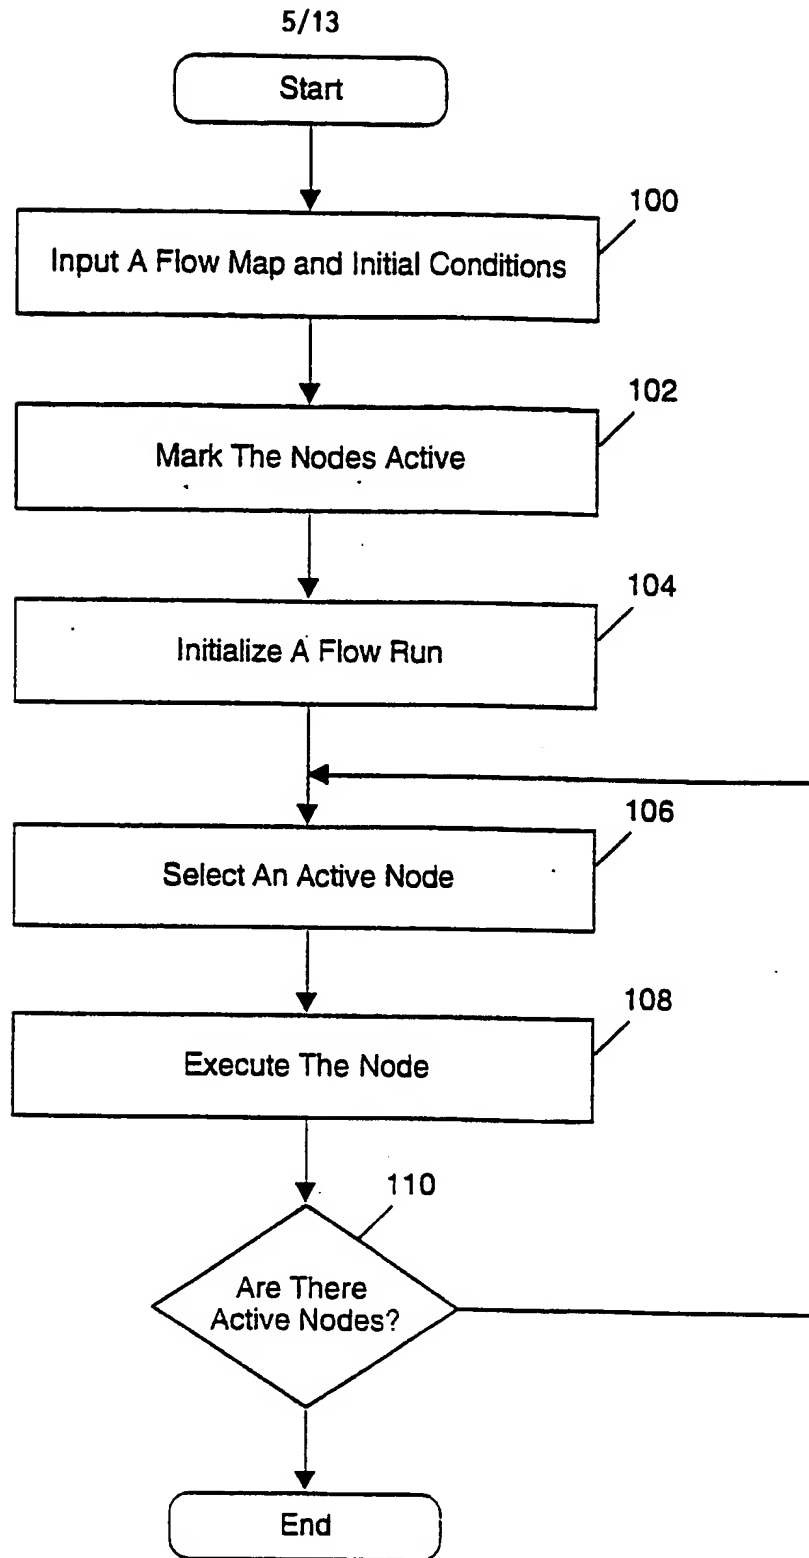 5/13
Start
100
Input A Flow Map and Initial Conditions
102
Mark The Nodes Active
104
Initialize A Flow Run
106
Select An Active Node
108
Execute The Node
110
Are There
Active Nodes?
End